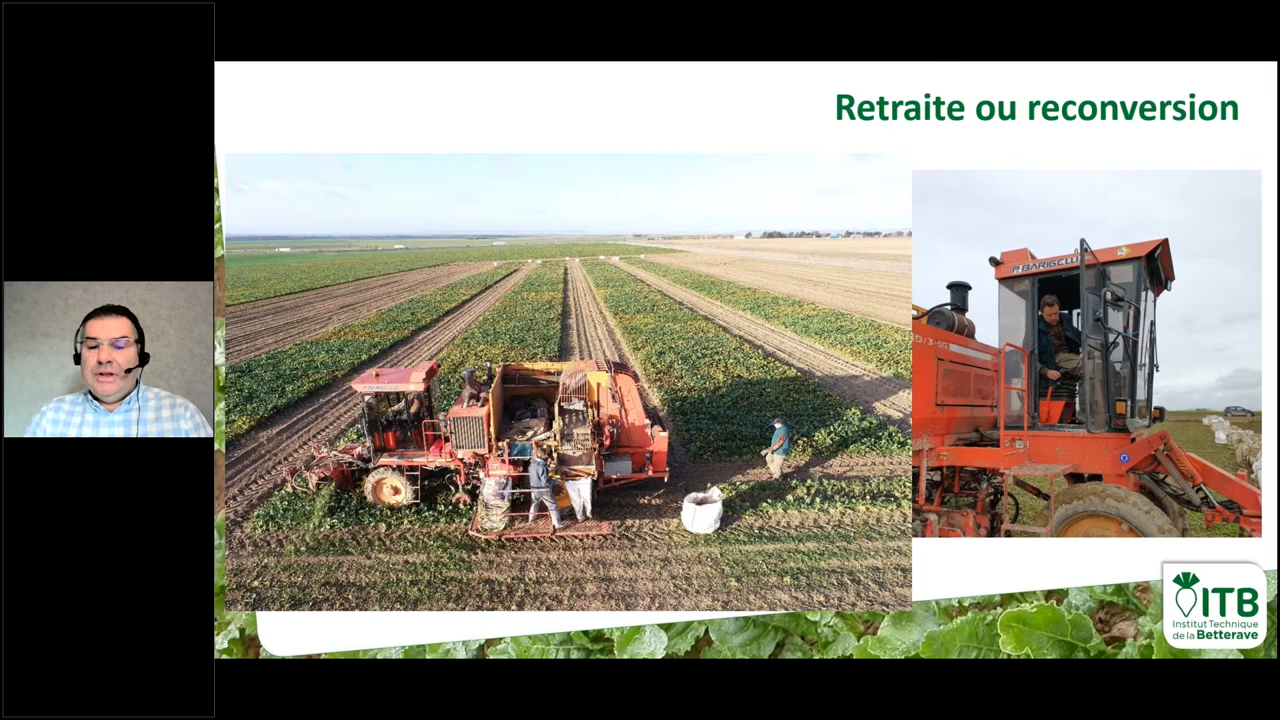 Retraite ou reconversion
P. BARIGELLI
ITB
Institut Technique
de la Betterave